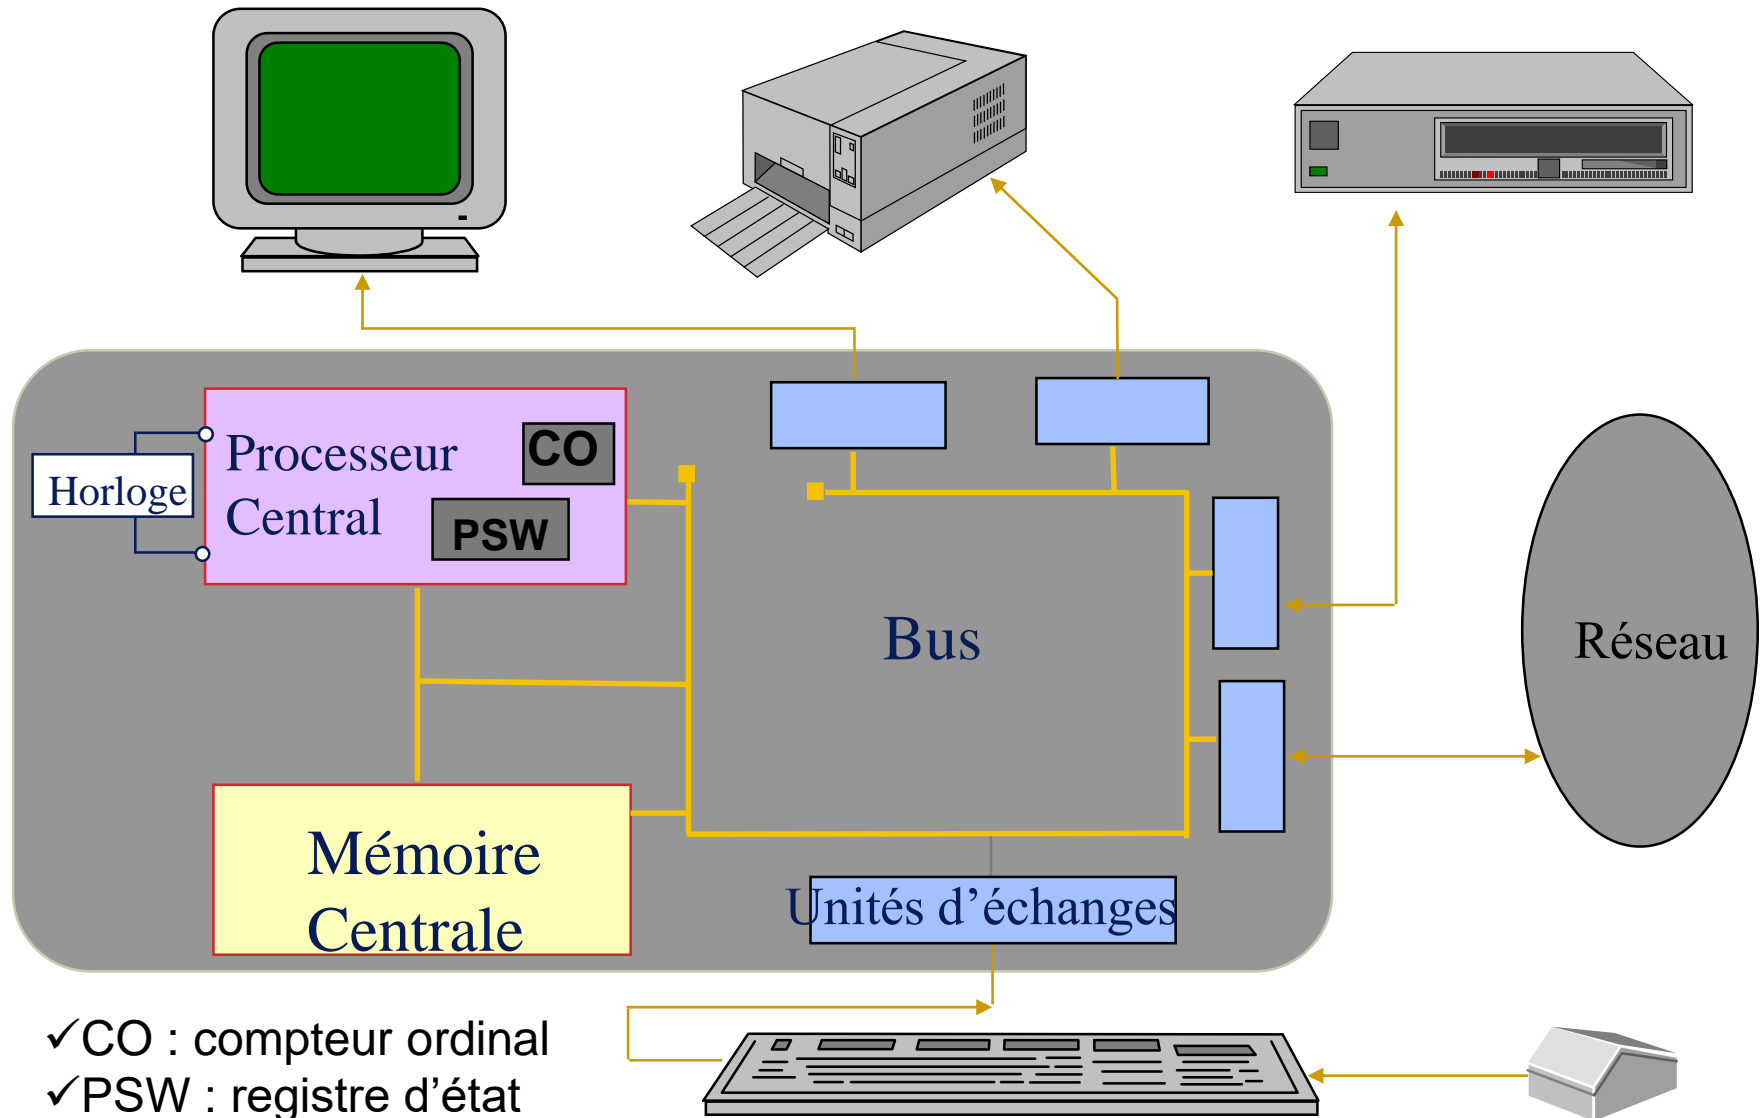 Horloge
Processeur
Central
CO
PSW
Bus
Réseau
Mémoire
Centrale
Unités d’échanges
✓CO : compteur ordinal
✓PSW : registre d’état